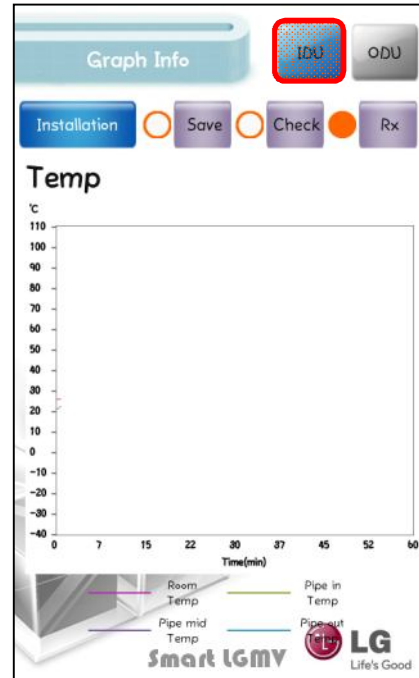 Graph Info
IDU
ODU
Installation
Save
Check
Rx
Temp
℃
110
100
90
80
70
60
50
40
30
20
10
0
-10
-20
-30
-40
0 7 15 22 30 37 45 52 60
Time(min)
Room Temp
Pipe in Temp
Pipe mid Temp
Pipe out Temp
Smart LGMV
LG
Life's Good